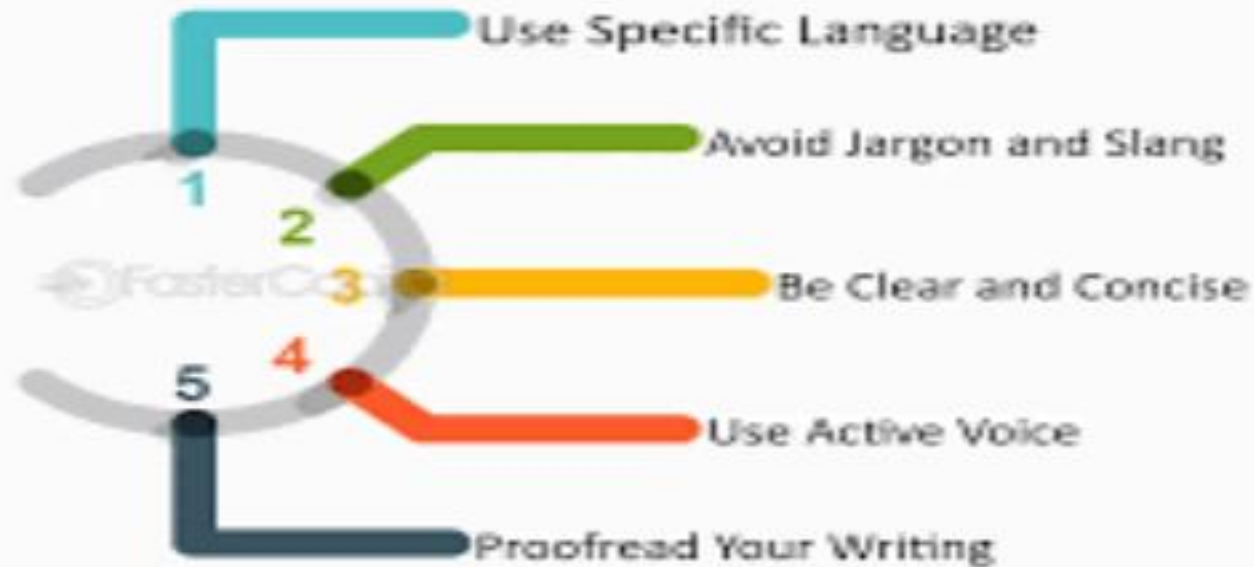 Use Specific Language
1
Avoid Jargon and Slang
2
3
Be Clear and Concise
4
5
Use Active Voice
Proofread Your Writing